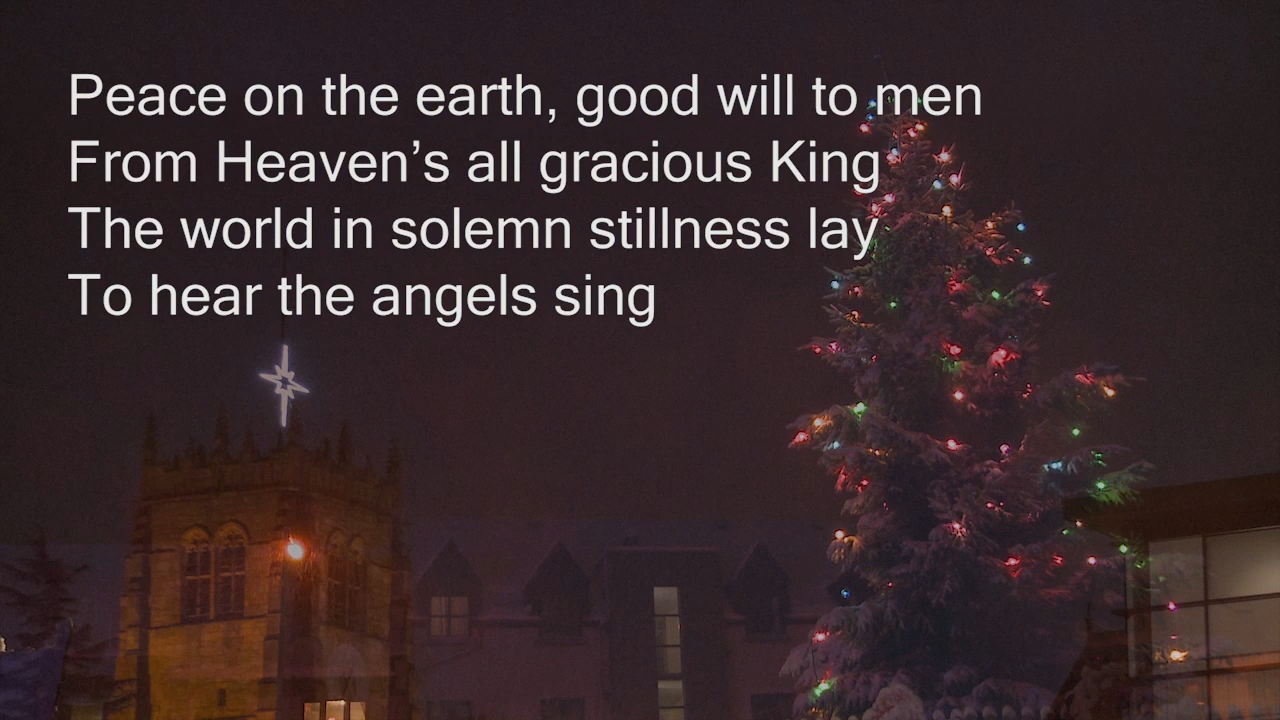 Peace on the earth, good will to men
From Heaven’s all gracious King
The world in solemn stillness lay
To hear the angels sing